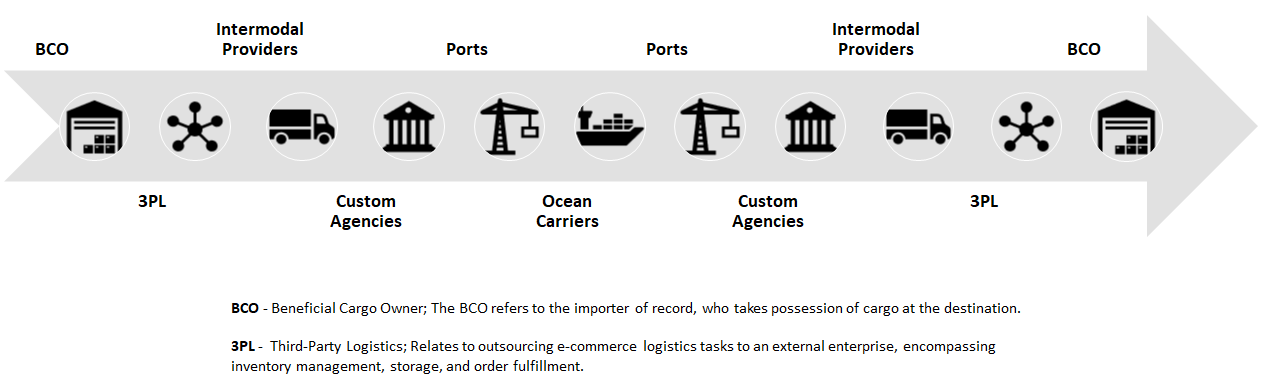 BCO
Intermodal
Providers
Ports
Ports
Intermodal
Providers
BCO
3PL
Custom
Agencies
Ocean
Carriers
Custom
Agencies
3PL
BCO - Beneficial Cargo Owner; The BCO refers to the importer of record, who takes possession of cargo at the destination.
3PL - Third-Party Logistics; Relates to outsourcing e-commerce logistics tasks to an external enterprise, encompassing
inventory management, storage, and order fulfillment.